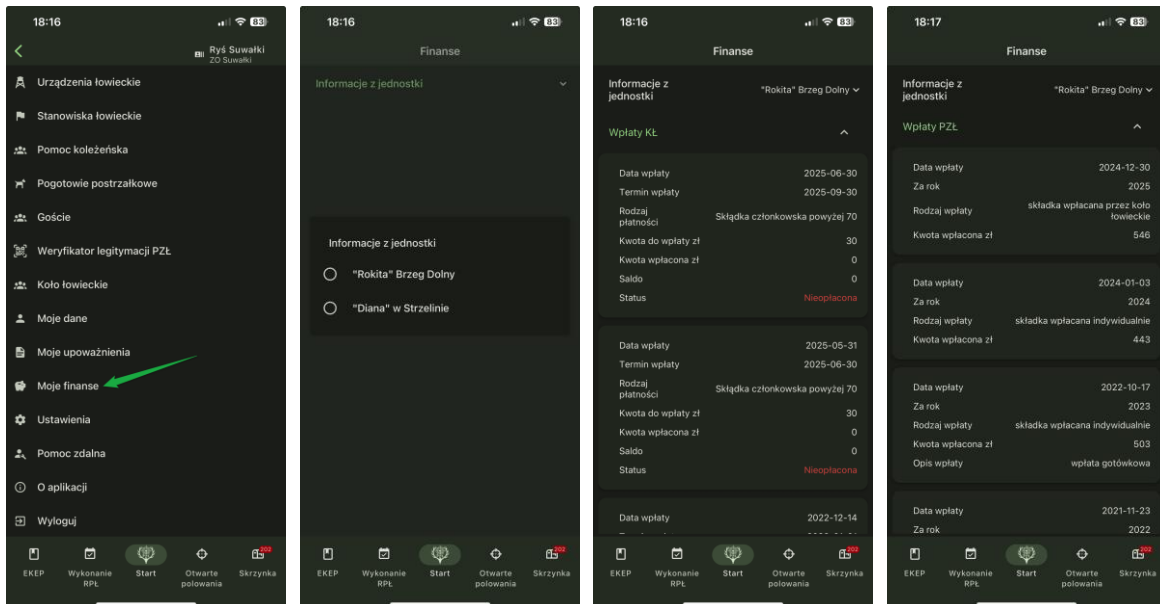 18:16
83
Ryś Suwałki
ZO Suwałki
Urządzenia łowieckie
Stanowiska łowieckie
Pomoc koleżeńska
Pogotowie postrzałkowe
Goście
Weryfikator legitymacji PZŁ
Koło łowieckie
Moje dane
Moje upoważnienia
Moje finanse
Ustawienia
Pomoc zdalna
O aplikacji
Wyloguj
202
EKEP
Wykonanie RPŁ
Start
Otwarte polowania
Skrzynka
18:16
83
Finanse
Informacje z jednostki
Informacje z jednostki
"Rokita" Brzeg Dolny
"Diana" w Strzelinie
202
EKEP
Wykonanie RPŁ
Start
Otwarte polowania
Skrzynka
18:16
83
Finanse
Informacje z jednostki "Rokita" Brzeg Dolny
Wpłaty KŁ
Data wpłaty 2025-06-30
Termin wpłaty 2025-09-30
Rodzaj płatności Składka członkowska powyżej 70
Kwota do wpłaty zł 30
Kwota wpłacona zł 0
Saldo 0
Status Nieopłacona
Data wpłaty 2025-05-31
Termin wpłaty 2025-06-30
Rodzaj płatności Składka członkowska powyżej 70
Kwota do wpłaty zł 30
Kwota wpłacona zł 0
Saldo 0
Status Nieopłacona
Data wpłaty 2022-12-14
202
EKEP
Wykonanie RPŁ
Start
Otwarte polowania
Skrzynka
18:17
83
Finanse
Informacje z jednostki "Rokita" Brzeg Dolny
Wpłaty PZŁ
Data wpłaty 2024-12-30
Za rok 2025
Rodzaj wpłaty składka wpłacana przez koło łowieckie
Kwota wpłacona zł 546
Data wpłaty 2024-01-03
Za rok 2024
Rodzaj wpłaty składka wpłacana indywidualnie
Kwota wpłacona zł 443
Data wpłaty 2022-10-17
Za rok 2023
Rodzaj wpłaty składka wpłacana indywidualnie
Kwota wpłacona zł 503
Opis wpłaty wpłata gotówkowa
Data wpłaty 2021-11-23
Za rok 2022
202
EKEP
Wykonanie RPŁ
Start
Otwarte polowania
Skrzynka